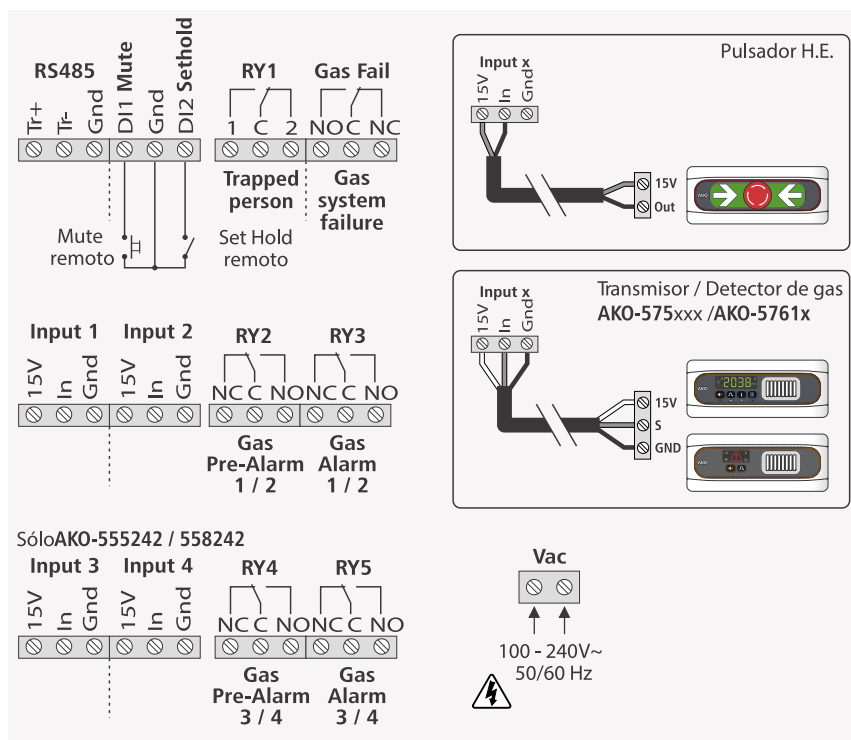 RS485
Tr+
Tr-
Gnd
DI1 Mute
Gnd
DI2 Sethold
RY1
1 C 2
Gas Fail
NO C NC
Trapped
person
Gas
system
failure
Mute
remoto
Set Hold
remoto
Input 1
15V
In
Gnd
Input 2
15V
In
Gnd
RY2
NC C NO
RY3
NC C NO
Gas
Pre-Alarm
1 / 2
Gas
Alarm
1 / 2
SóloAKO-555242 / 558242
Input 3
15V
In
Gnd
Input 4
15V
In
Gnd
RY4
NC C NO
RY5
NC C NO
Gas
Pre-Alarm
3 / 4
Gas
Alarm
3 / 4
Pulsador H.E.
Input x
15V
In
Gnd
15V
Out
AKO
Transmisor / Detector de gas
AKO-575xxx /AKO-5761x
Input x
15V
In
Gnd
15V
S
GND
AKO
2038
AKO
Vac
100 - 240V~
50/60 Hz